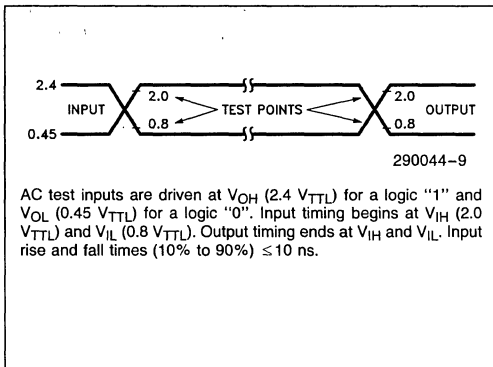 2.4
2.0
2.0
INPUT
TEST POINTS
OUTPUT
0.8
0.8
0.45
290044-9
AC test inputs are driven at VOH (2.4 VTTL) for a logic "1" and
VOL (0.45 VTTL) for a logic "0". Input timing begins at VIH (2.0
VTTL) and VIL (0.8 VTTL). Output timing ends at VIH and VIL. Input
rise and fall times (10% to 90%) ≤10 ns.